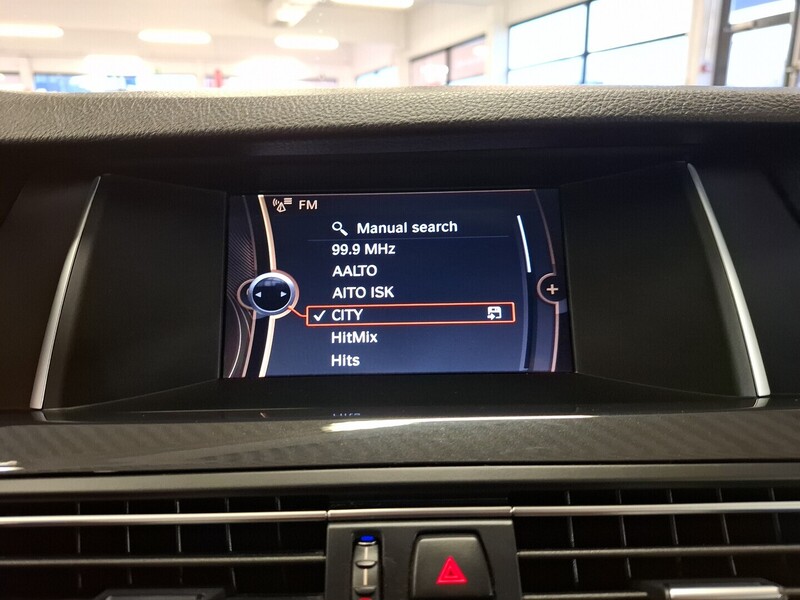 FM
Manual search
99.9 MHz
AALTO
AITO ISK
CITY
HitMix
Hits